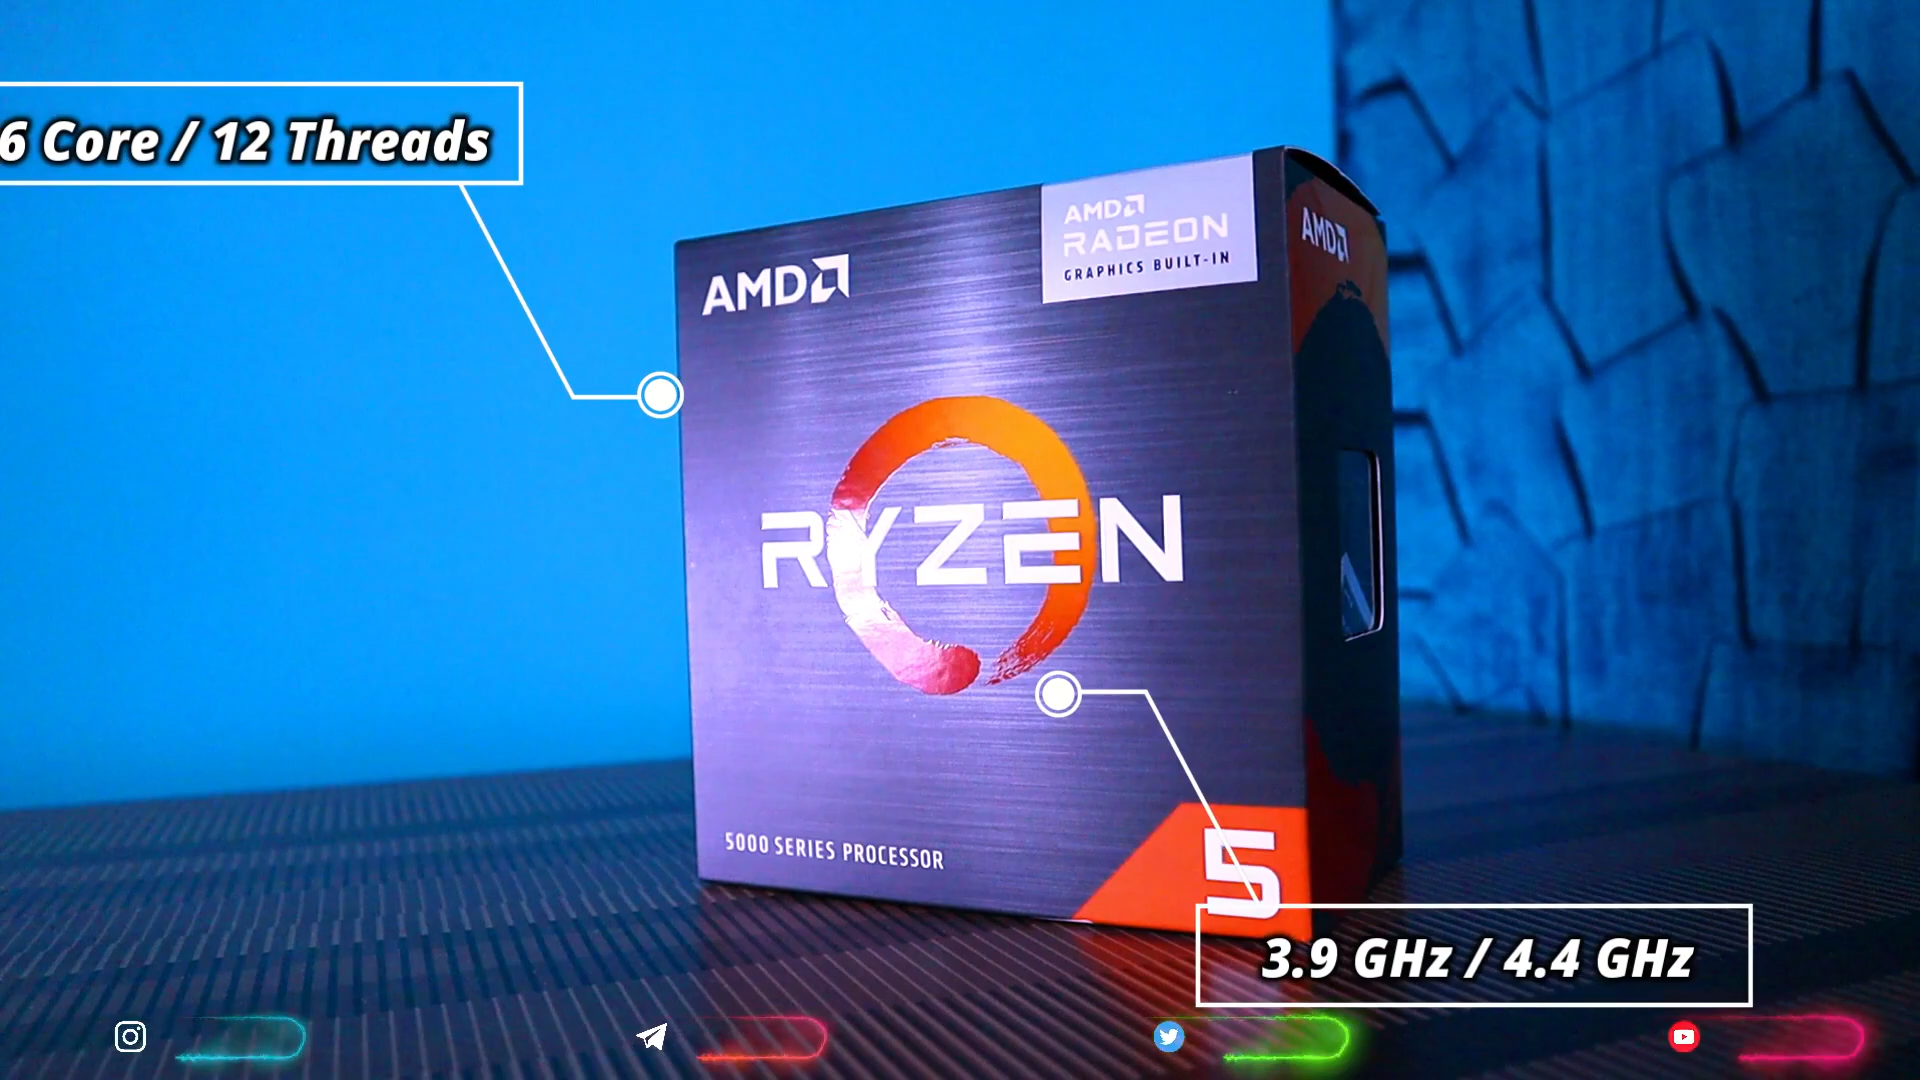 6 Core / 12 Threads
AMD
RADEON
GRAPHICS BUILT-IN
AMD
AMD
RYZEN
5000 SERIES PROCESSOR
5
3.9 GHz / 4.4 GHz